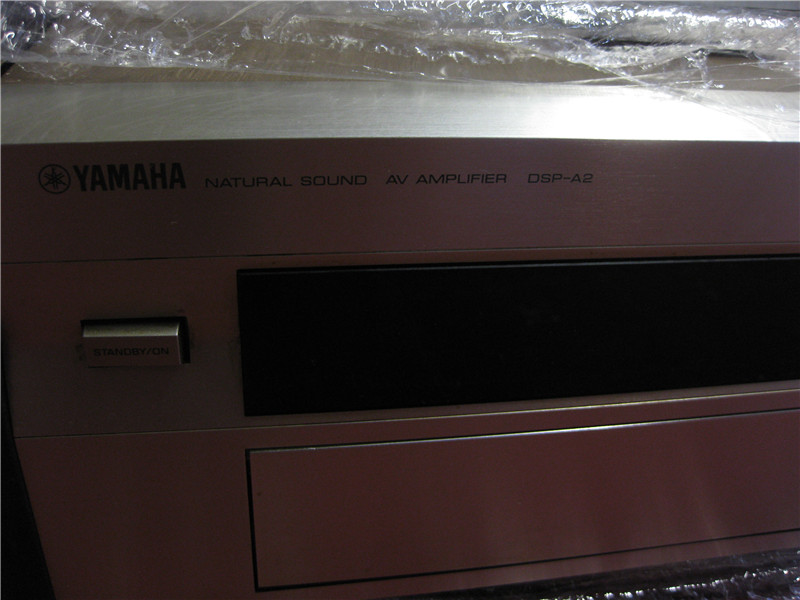 YAMAHA NATURAL SOUND AV AMPLIFIER DSP-A2
STANDBY/ON